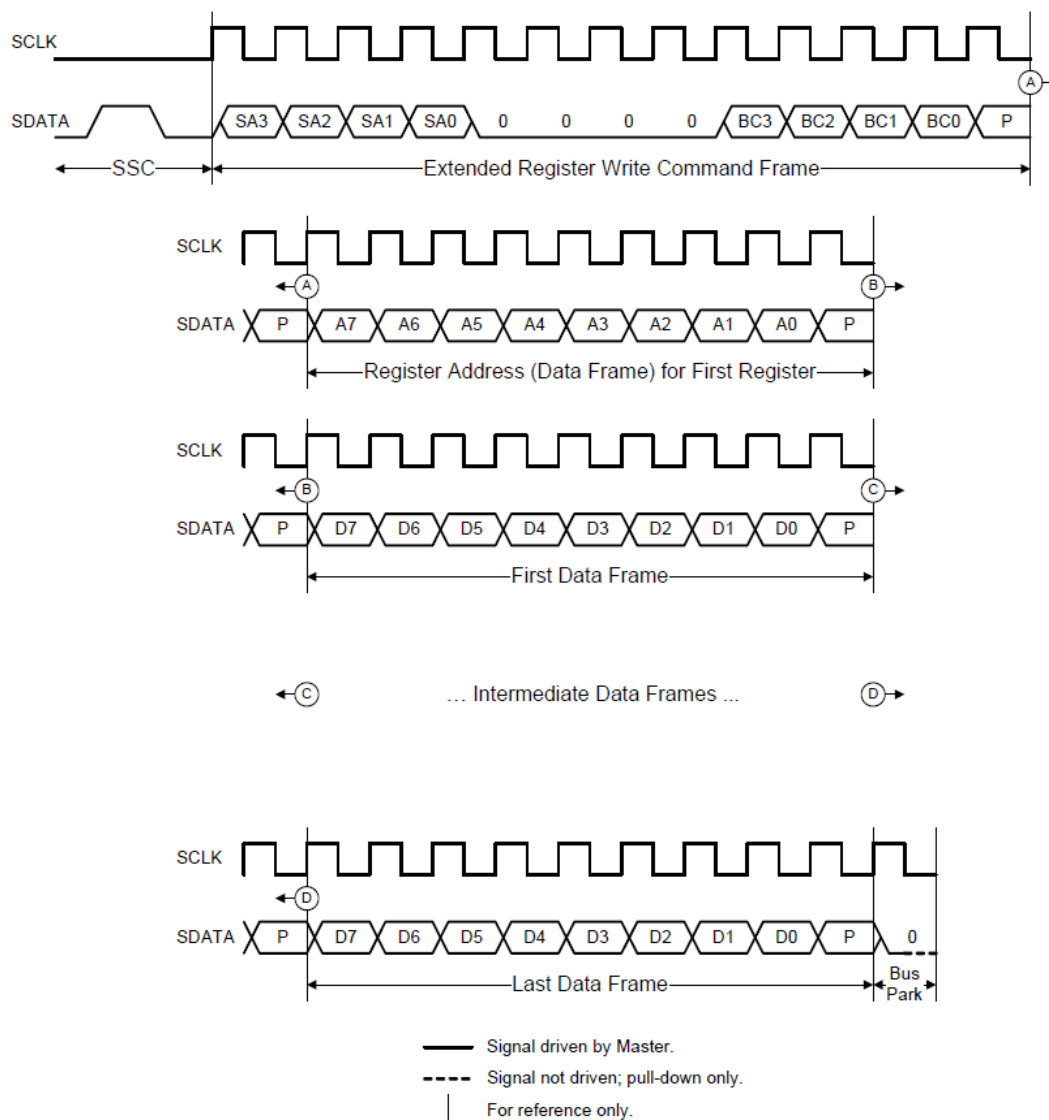 SCLK
A
SDATA SA3 SA2 SA1 SA0 0 0 0 0 BC3 BC2 BC1 BC0 P
SSC Extended Register Write Command Frame
SCLK
A B
SDATA P A7 A6 A5 A4 A3 A2 A1 A0 P
Register Address (Data Frame) for First Register
SCLK
B C
SDATA P D7 D6 D5 D4 D3 D2 D1 D0 P
First Data Frame
C ... Intermediate Data Frames ... D
SCLK
D
SDATA P D7 D6 D5 D4 D3 D2 D1 D0 P 0
Last Data Frame Bus
Park
Signal driven by Master.
Signal not driven; pull-down only.
For reference only.